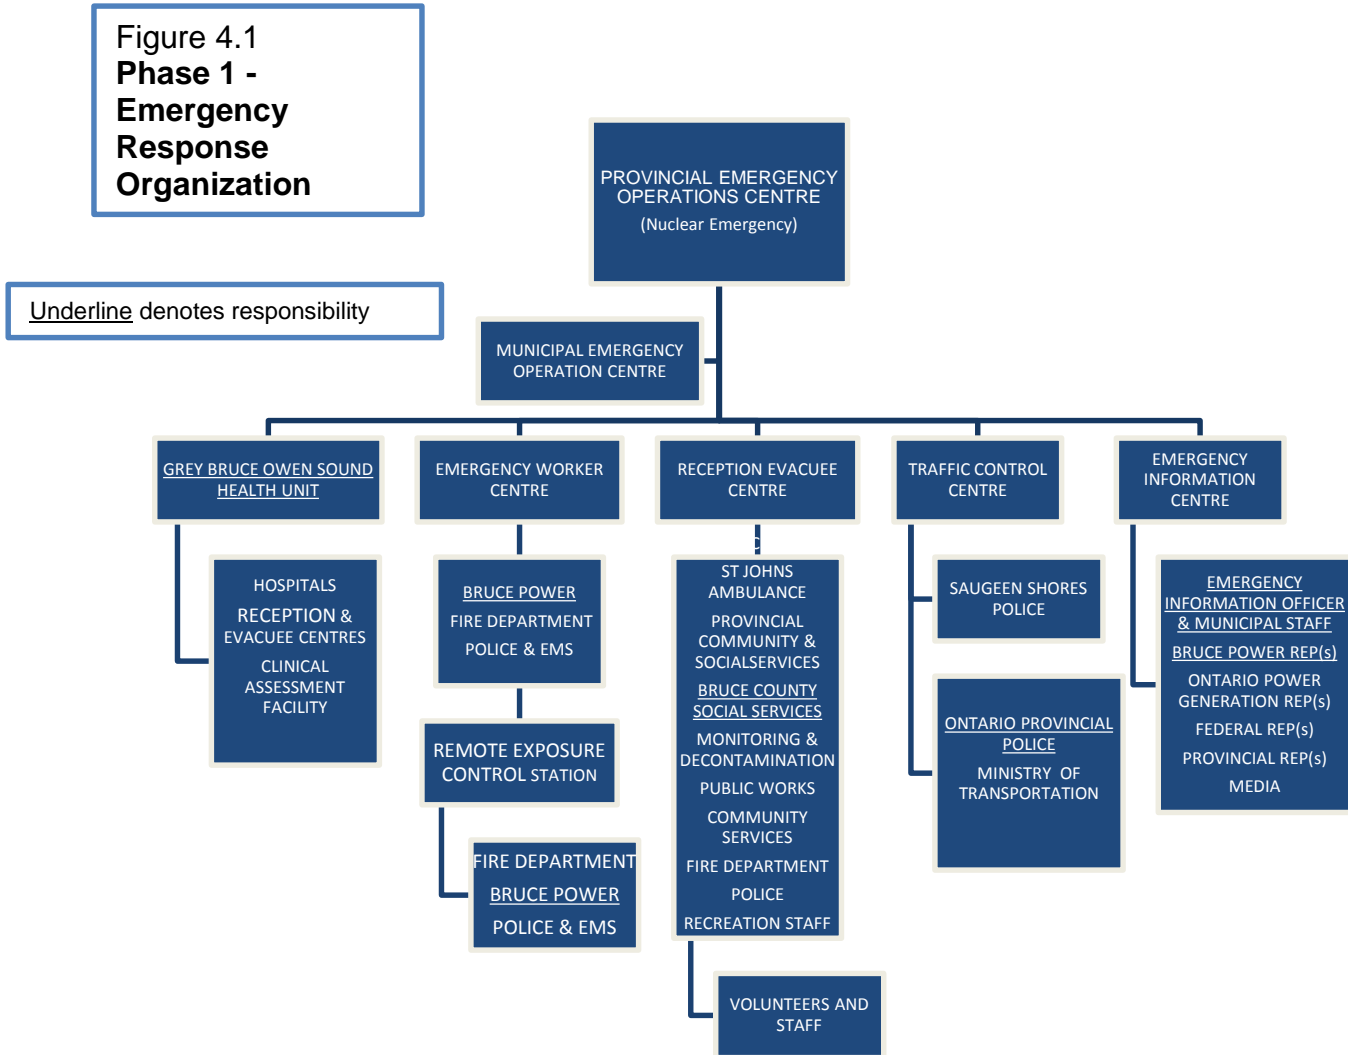 Figure 4.1
Phase 1 -
Emergency
Response
Organization
Underline denotes responsibility
PROVINCIAL EMERGENCY
OPERATIONS CENTRE
(Nuclear Emergency)
MUNICIPAL EMERGENCY
OPERATION CENTRE
GREY BRUCE OWEN SOUND
HEALTH UNIT
HOSPITALS
RECEPTION &
EVACUEE CENTRES
CLINICAL
ASSESSMENT
FACILITY
EMERGENCY WORKER
CENTRE
BRUCE POWER
FIRE DEPARTMENT
POLICE & EMS
REMOTE EXPOSURE
CONTROL STATION
FIRE DEPARTMENT
BRUCE POWER
POLICE & EMS
RECEPTION EVACUEE
CENTRE
C
ST JOHNS
AMBULANCE
PROVINCIAL
COMMUNITY &
SOCIALSERVICES
BRUCE COUNTY
SOCIAL SERVICES
MONITORING &
DECONTAMINATION
PUBLIC WORKS
COMMUNITY
SERVICES
FIRE DEPARTMENT
POLICE
RECREATION STAFF
VOLUNTEERS AND
STAFF
TRAFFIC CONTROL
CENTRE
SAUGEEN SHORES
POLICE
ONTARIO PROVINCIAL
POLICE
MINISTRY OF
TRANSPORTATION
EMERGENCY
INFORMATION
CENTRE
EMERGENCY
INFORMATION OFFICER
& MUNICIPAL STAFF
BRUCE POWER REP(s)
ONTARIO POWER
GENERATION REP(s)
FEDERAL REP(s)
PROVINCIAL REP(s)
MEDIA